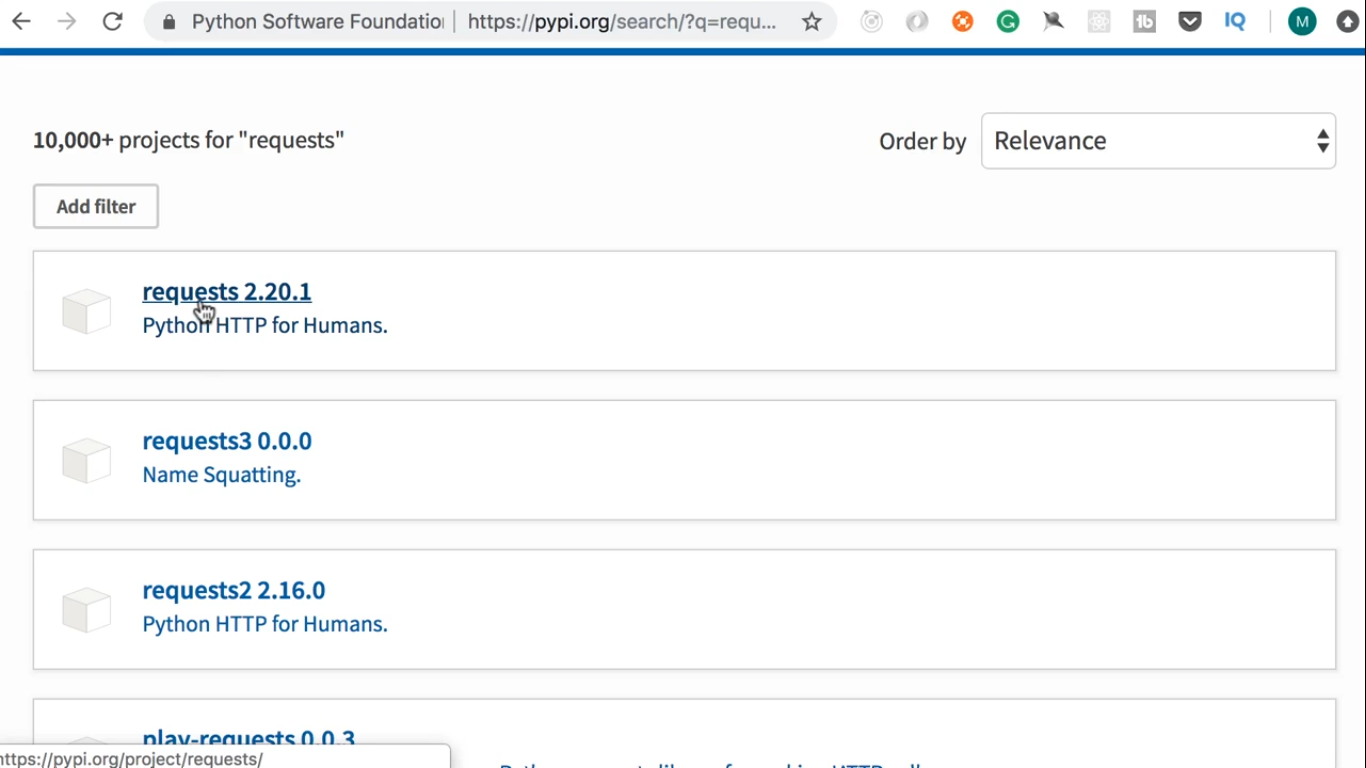 Python Software Foundation https://pypi.org/search/?q=requ...
M
10,000+ projects for "requests"
Order by Relevance
Add filter
requests 2.20.1
Python HTTP for Humans.
requests3 0.0.0
Name Squatting.
requests2 2.16.0
Python HTTP for Humans.
play-requests 0.0.3
https://pypi.org/project/requests/